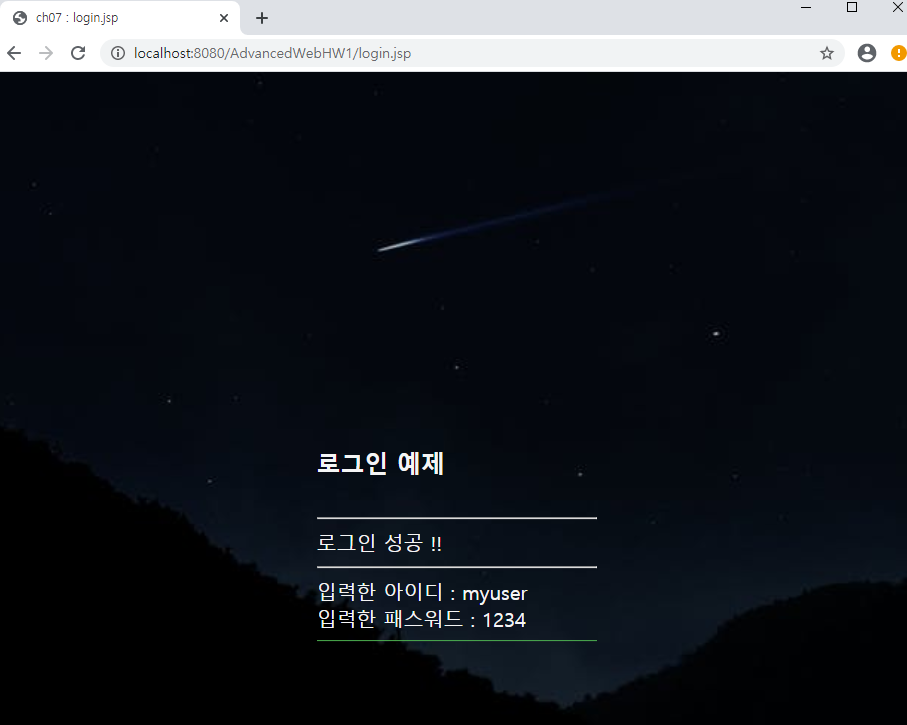 ch07 : login.jsp
localhost:8080/AdvancedWebHW1/login.jsp
로그인 예제
로그인 성공 !!
입력한 아이디 : myuser
입력한 패스워드 : 1234